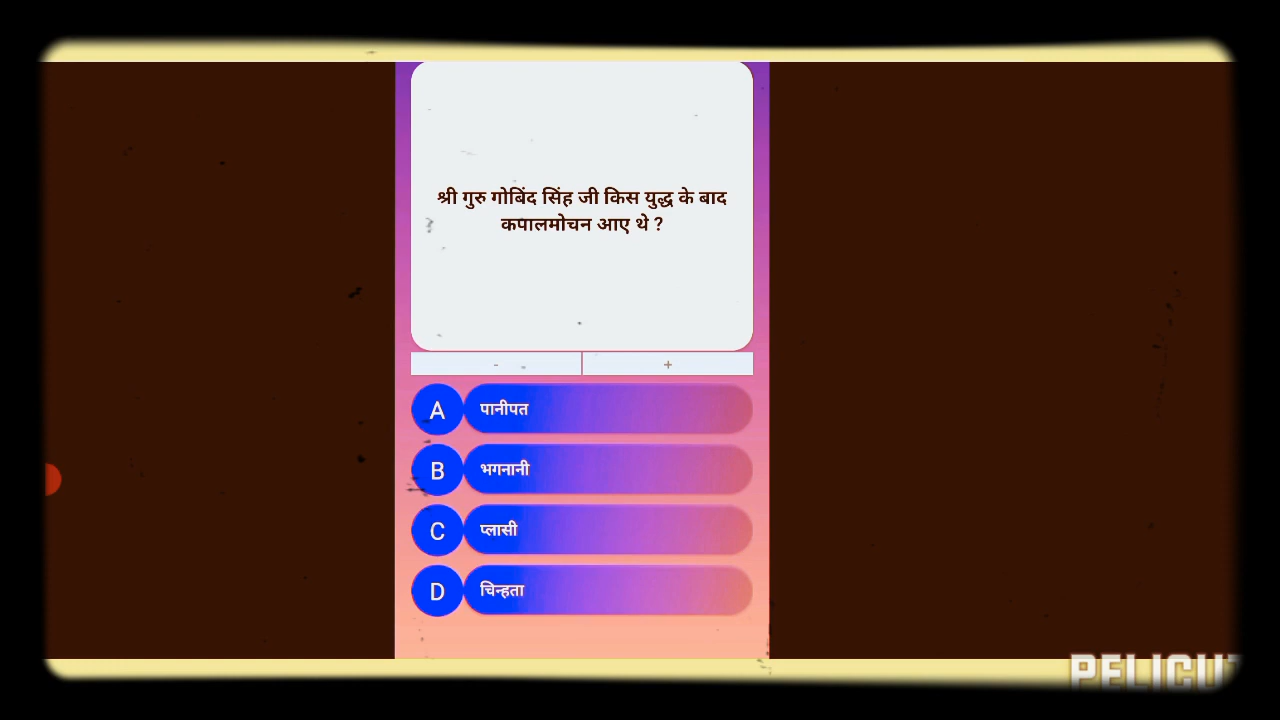 श्री गुरु गोबिंद सिंह जी किस युद्ध के बाद
कपालमोचन आए थे ?
- +
A पानीपत
B भगनानी
C प्लासी
D चिन्हता